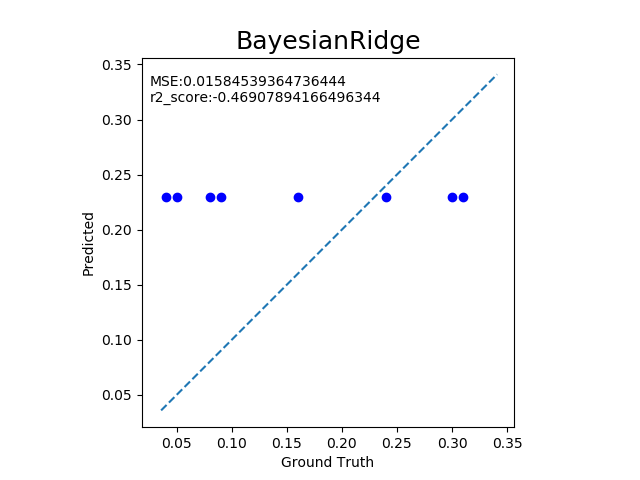 BayesianRidge
MSE:0.01584539364736444
r2_score:-0.46907894166496344
0.35
0.30
0.25
0.20
0.15
0.10
0.05
Predicted
0.05 0.10 0.15 0.20 0.25 0.30 0.35
Ground Truth